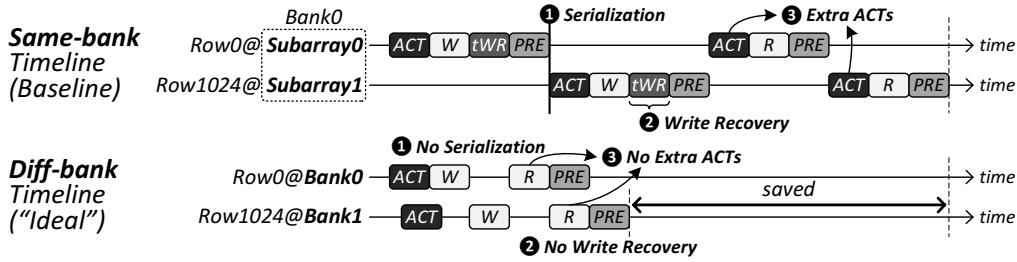 Bank0
❶ Serialization
❸ Extra ACTs
Same-bank
Timeline
(Baseline)
Row0@ Subarray0
ACT W tWR PRE ACT R PRE
time
Row1024@ Subarray1
ACT W tWR PRE ACT R PRE
time
❷ Write Recovery
❶ No Serialization
❸ No Extra ACTs
Diff-bank
Timeline
(“Ideal”)
Row0@Bank0
ACT W R PRE
time
saved
Row1024@Bank1
ACT W R PRE
time
❷ No Write Recovery